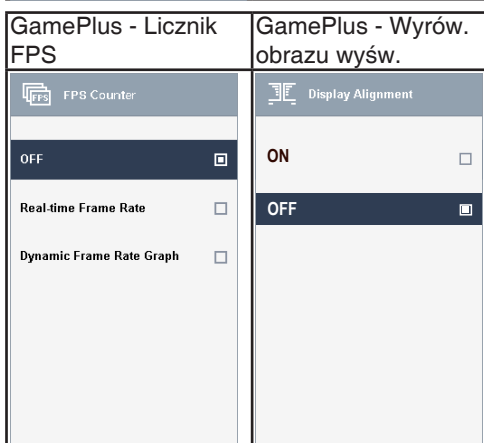 GamePlus - Licznik
FPS
GamePlus - Wyrów.
obrazu wyśw.
FPS
FPS Counter
OFF
Real-time Frame Rate
Dynamic Frame Rate Graph
Display Alignment
ON
OFF